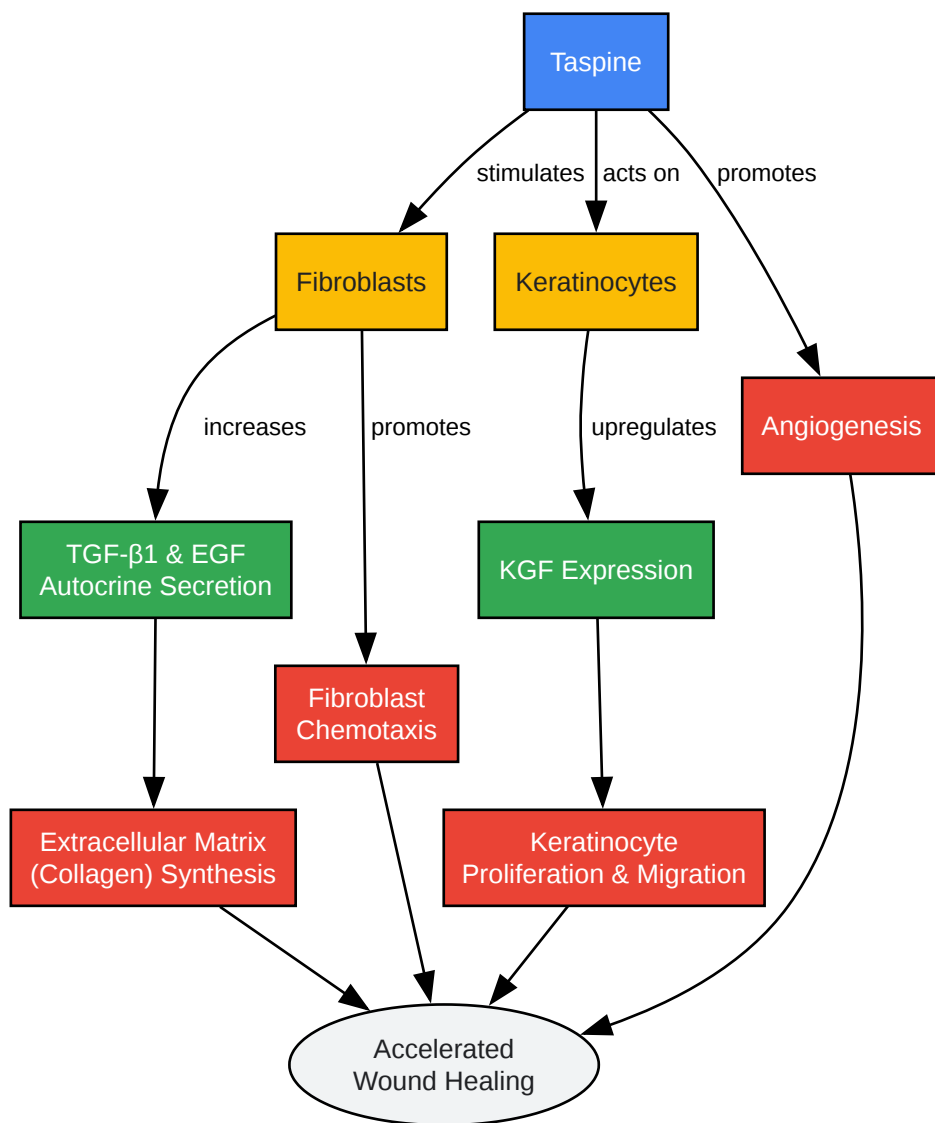 Taspine
stimulates
acts on
promotes
Fibroblasts
Keratinocytes
increases
promotes
upregulates
Angiogenesis
TGF-β1 & EGF
Autocrine Secretion
KGF Expression
Fibroblast
Chemotaxis
Extracellular Matrix
(Collagen) Synthesis
Keratinocyte
Proliferation & Migration
Accelerated
Wound Healing